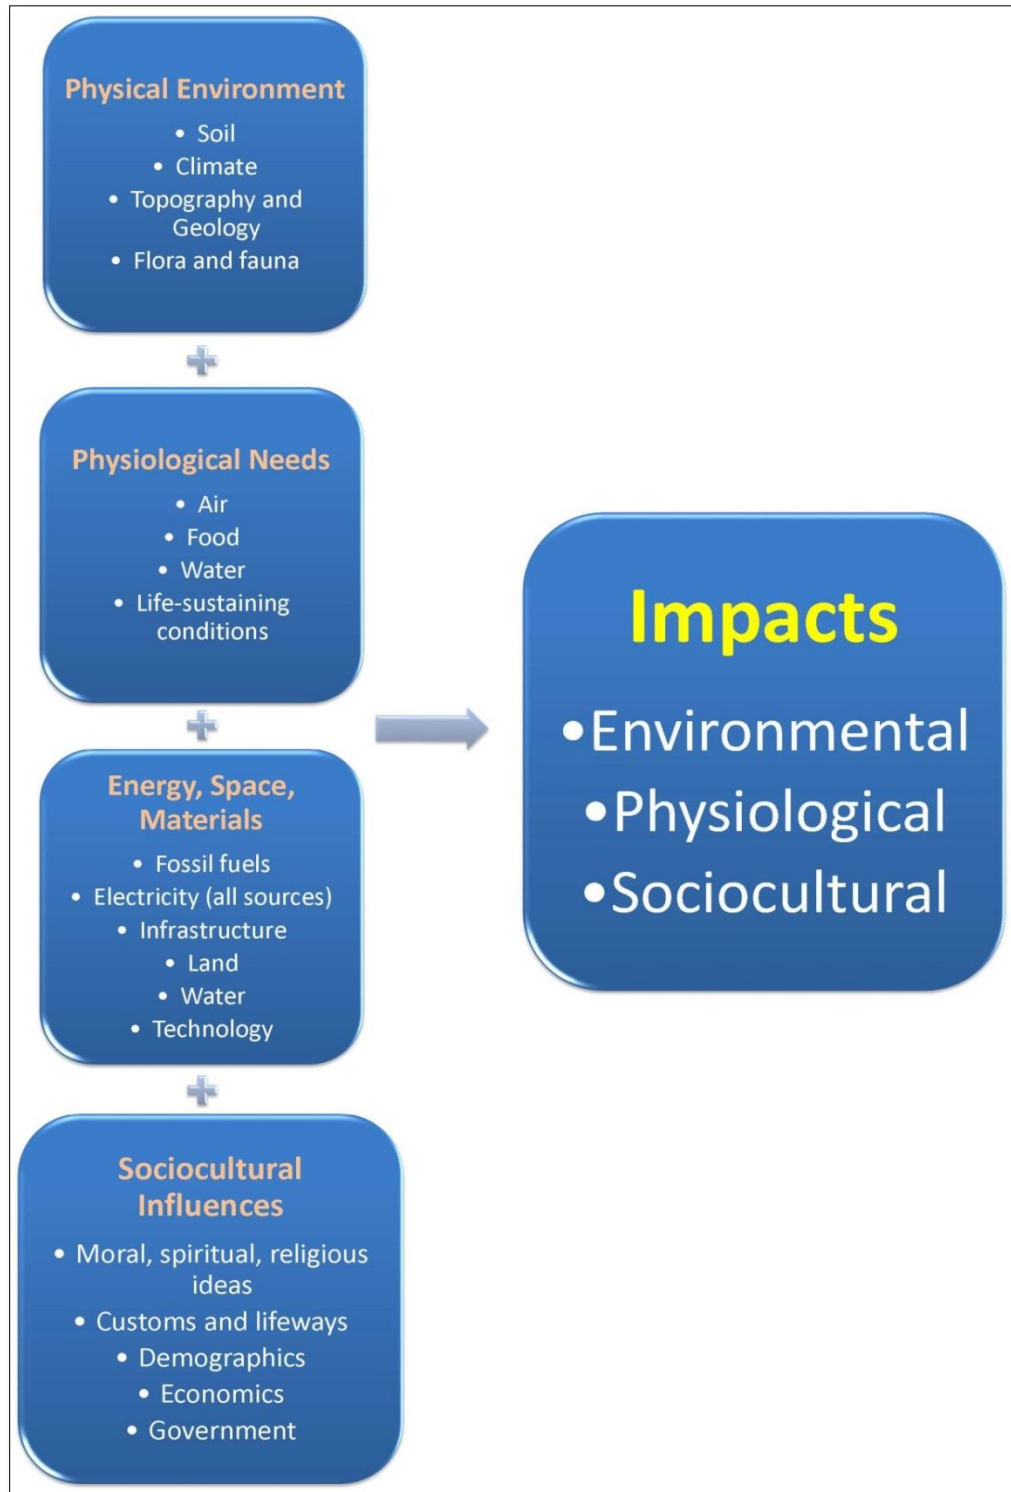 Physical Environment
• Soil
• Climate
• Topography and
Geology
• Flora and fauna
+
Physiological Needs
• Air
• Food
• Water
• Life-sustaining
conditions
+
Energy, Space,
Materials
• Fossil fuels
• Electricity (all sources)
• Infrastructure
• Land
• Water
• Technology
+
Sociocultural
Influences
• Moral, spiritual, religious
ideas
• Customs and lifeways
• Demographics
• Economics
• Government
Impacts
•Environmental
•Physiological
•Sociocultural